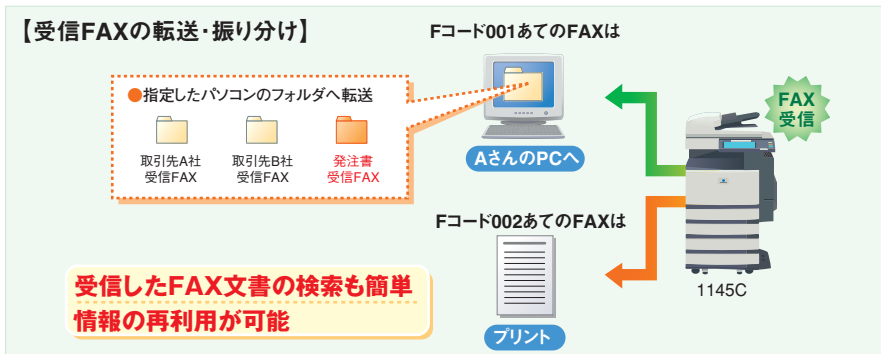 【受信FAXの転送・振り分け】
Fコード001あてのFAXは
●指定したパソコンのフォルダへ転送
取引先A社
受信FAX
取引先B社
受信FAX
発注書
受信FAX
AさんのPCへ
FAX
受信
Fコード002あてのFAXは
プリント
1145C
受信したFAX文書の検索も簡単
情報の再利用が可能